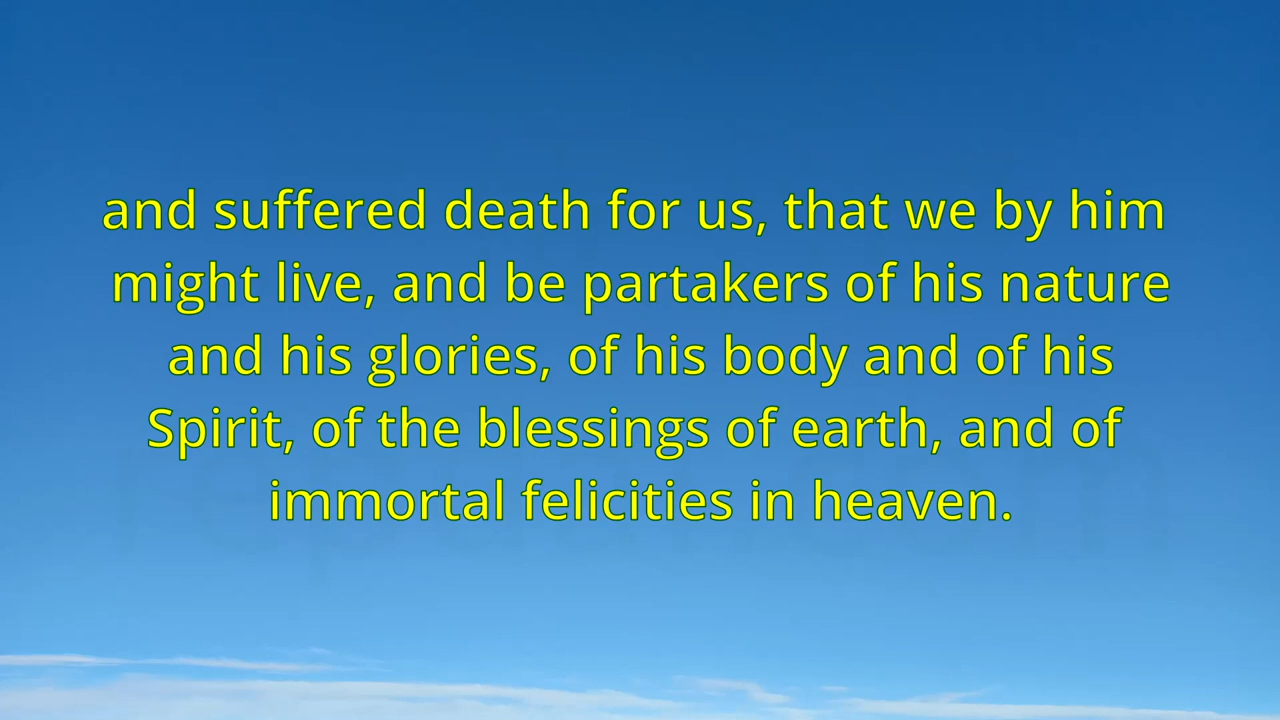 and suffered death for us, that we by him
might live, and be partakers of his nature
and his glories, of his body and of his
Spirit, of the blessings of earth, and of
immortal felicities in heaven.